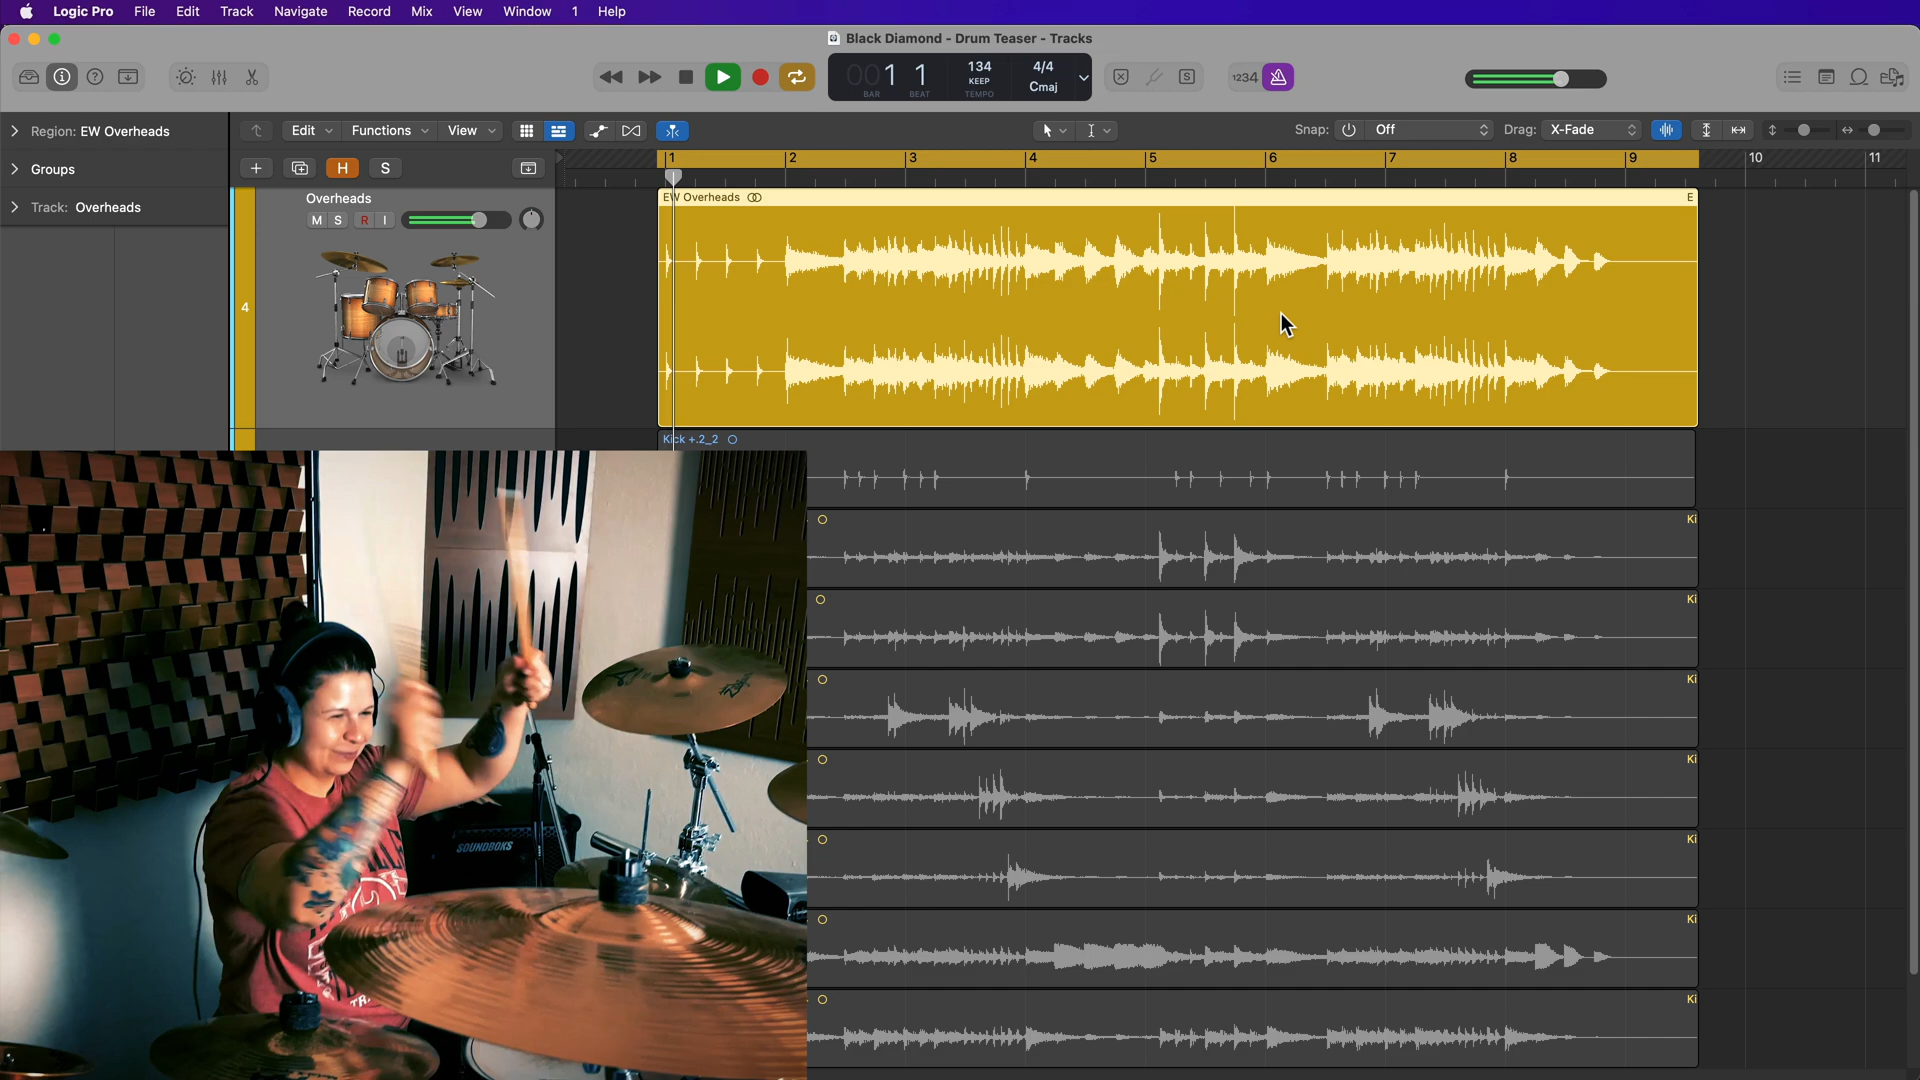 Logic Pro File Edit Track Navigate Record Mix View Window 1 Help
Black Diamond - Drum Teaser - Tracks
001 1 134 4/4
KEEP Cmaj
BAR BEAT TEMPO
S 1234
Region: EW Overheads
Edit Functions View
Snap: Off Drag: X-Fade
Groups
H S
1 2 3 4 5 6 7 8 9 10 11
Track: Overheads
Overheads
M S R I
EW Overheads E
4
Kick +.2_2
Ki
Ki
Ki
Ki
Ki
Ki
Ki
SOUNDBOKS
TR.